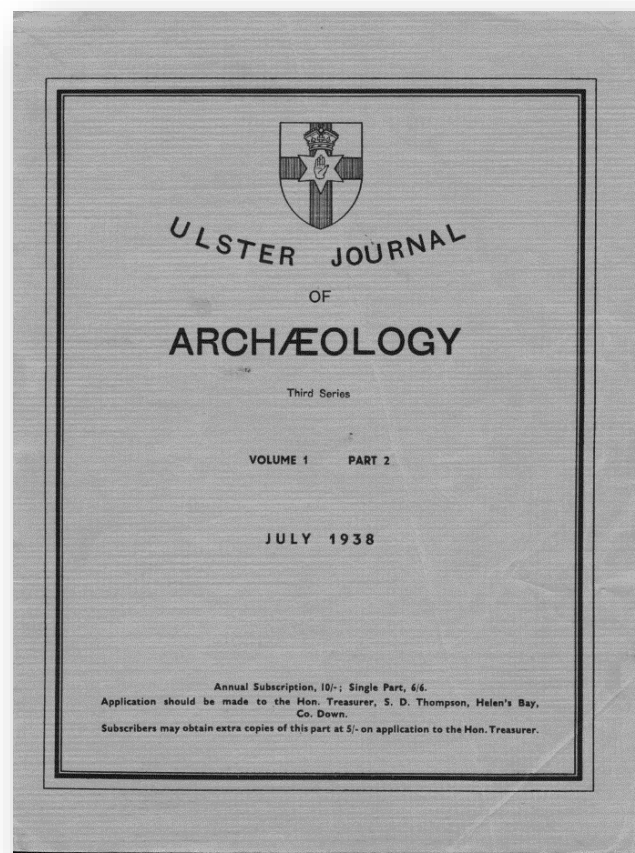 ULSTER JOURNAL
OF
ARCHÆOLOGY
Third Series
VOLUME 1 PART 2
JULY 1938
Annual Subscription, 10/-; Single Part, 6/6.
Application should be made to the Hon. Treasurer, S. D. Thompson, Helen's Bay,
Co. Down.
Subscribers may obtain extra copies of this part at 5/- on application to the Hon. Treasurer.